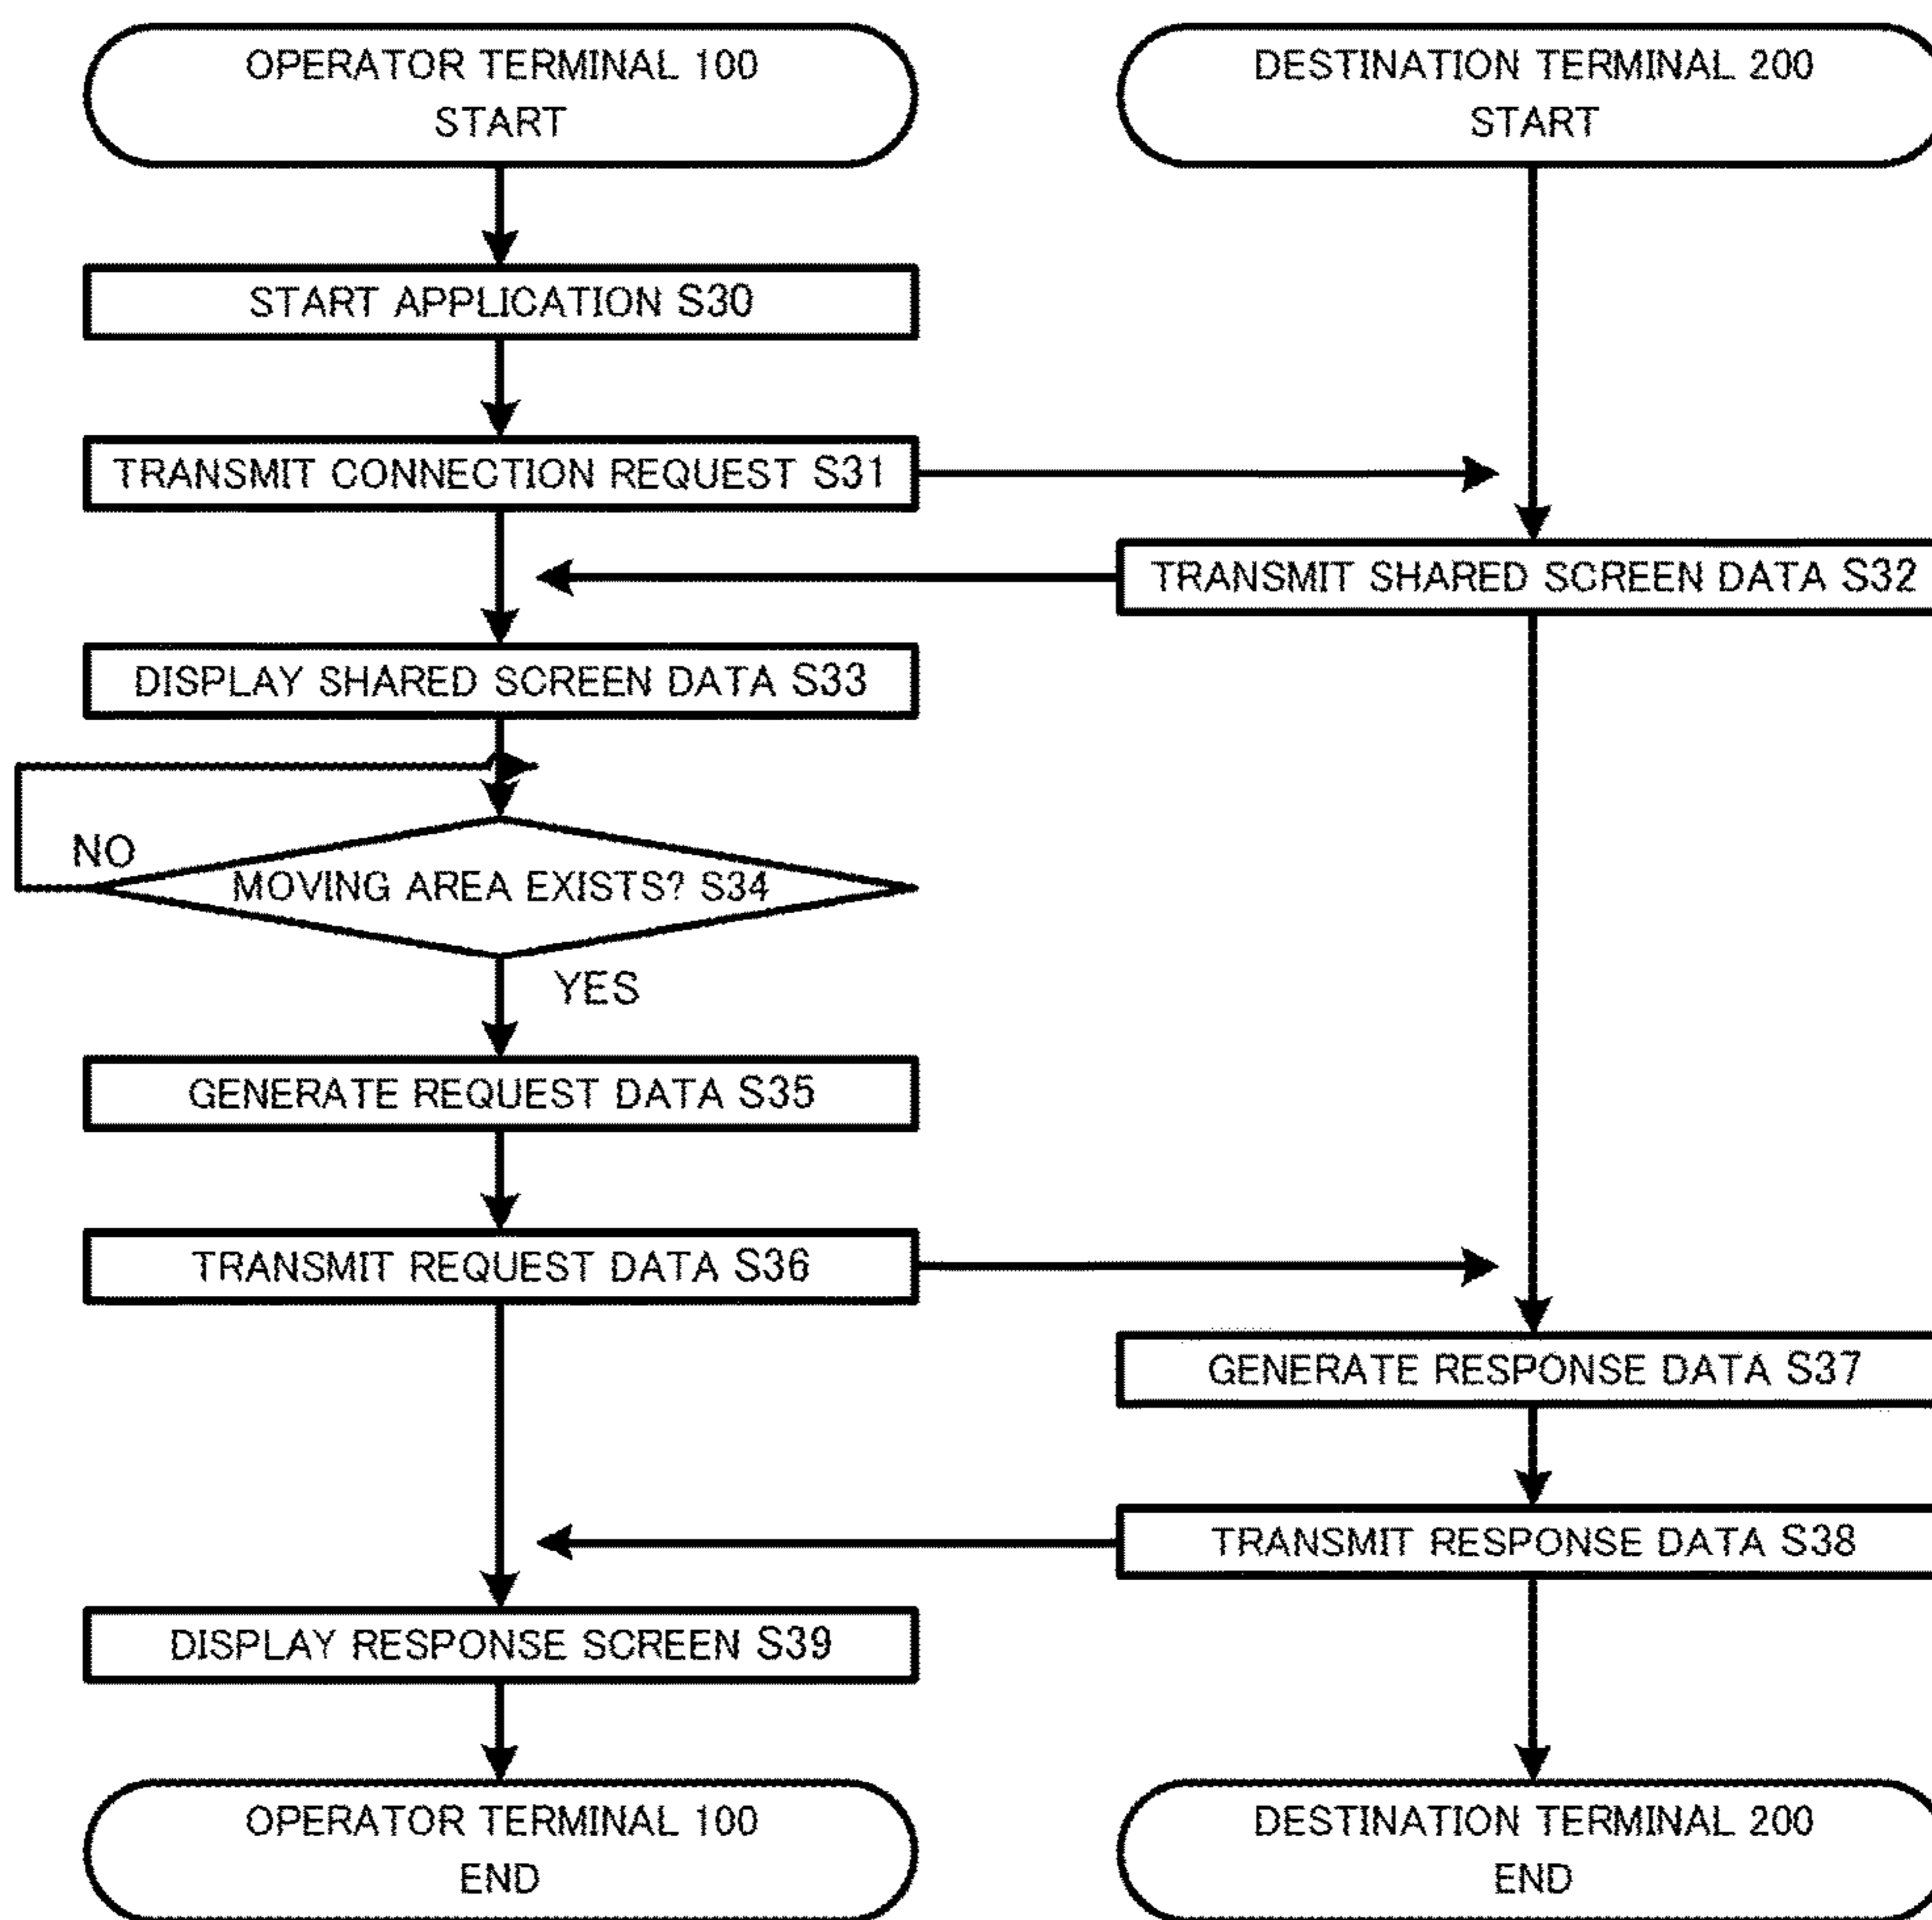 OPERATOR TERMINAL 100
START
DESTINATION TERMINAL 200
START
START APPLICATION S30
TRANSMIT CONNECTION REQUEST S31
TRANSMIT SHARED SCREEN DATA S32
DISPLAY SHARED SCREEN DATA S33
NO
MOVING AREA EXISTS? S34
YES
GENERATE REQUEST DATA S35
TRANSMIT REQUEST DATA S36
GENERATE RESPONSE DATA S37
TRANSMIT RESPONSE DATA S38
DISPLAY RESPONSE SCREEN S39
OPERATOR TERMINAL 100
END
DESTINATION TERMINAL 200
END